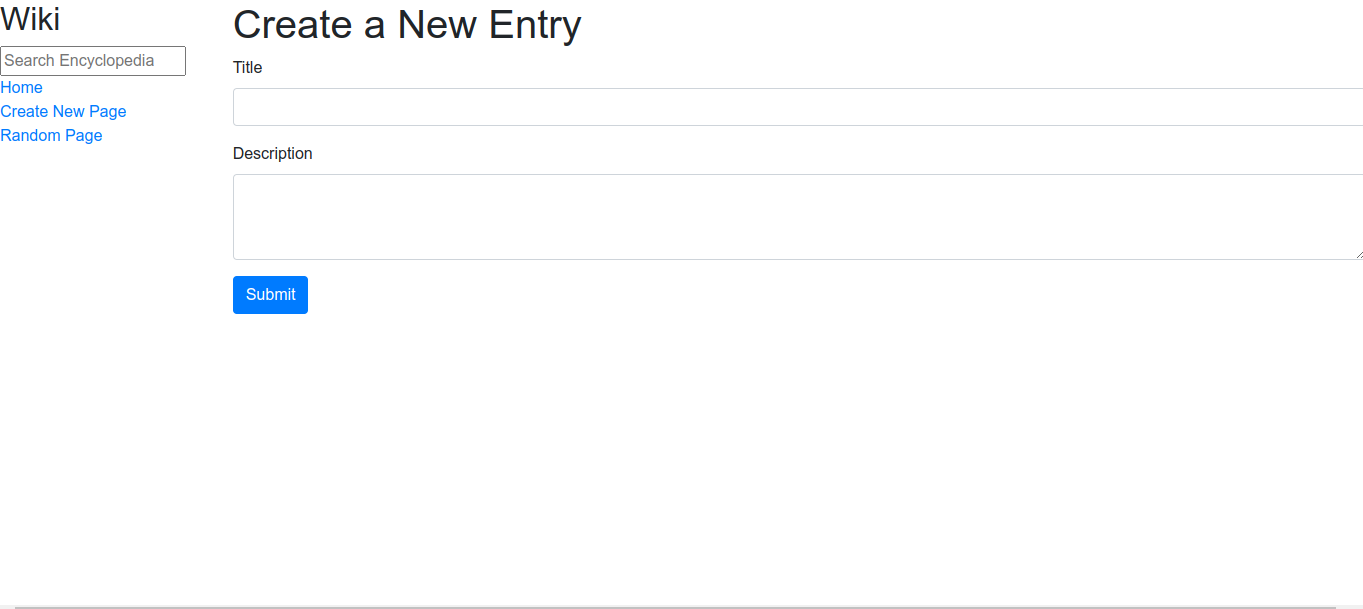 Wiki
Search Encyclopedia
Home
Create New Page
Random Page
Create a New Entry
Title
Description
Submit